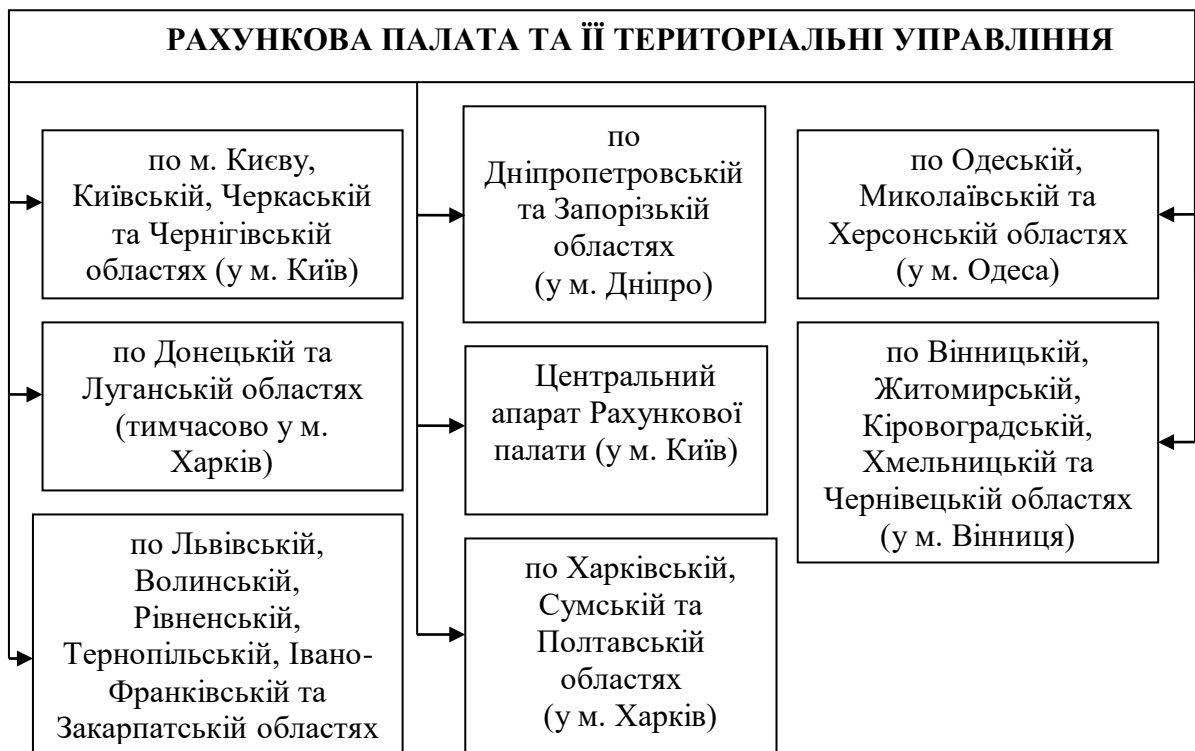 РАХУНКОВА ПАЛАТА ТА ЇЇ ТЕРИТОРІАЛЬНІ УПРАВЛІННЯ
по м. Києву,
Київській, Черкаській
та Чернігівській
областях (у м. Київ)
по Донецькій та
Луганській областях
(тимчасово у м.
Харків)
по Львівській,
Волинській,
Рівненській,
Тернопільській, Івано-
Франківській та
Закарпатській областях
по
Дніпропетровській
та Запорізькій
областях
(у м. Дніпро)
Центральний
апарат Рахункової
палати (у м. Київ)
по Харківській,
Сумській та
Полтавській
областях
(у м. Харків)
по Одеській,
Миколаївській та
Херсонській областях
(у м. Одеса)
по Вінницькій,
Житомирській,
Кіровоградській,
Хмельницькій та
Чернівецькій областях
(у м. Вінниця)